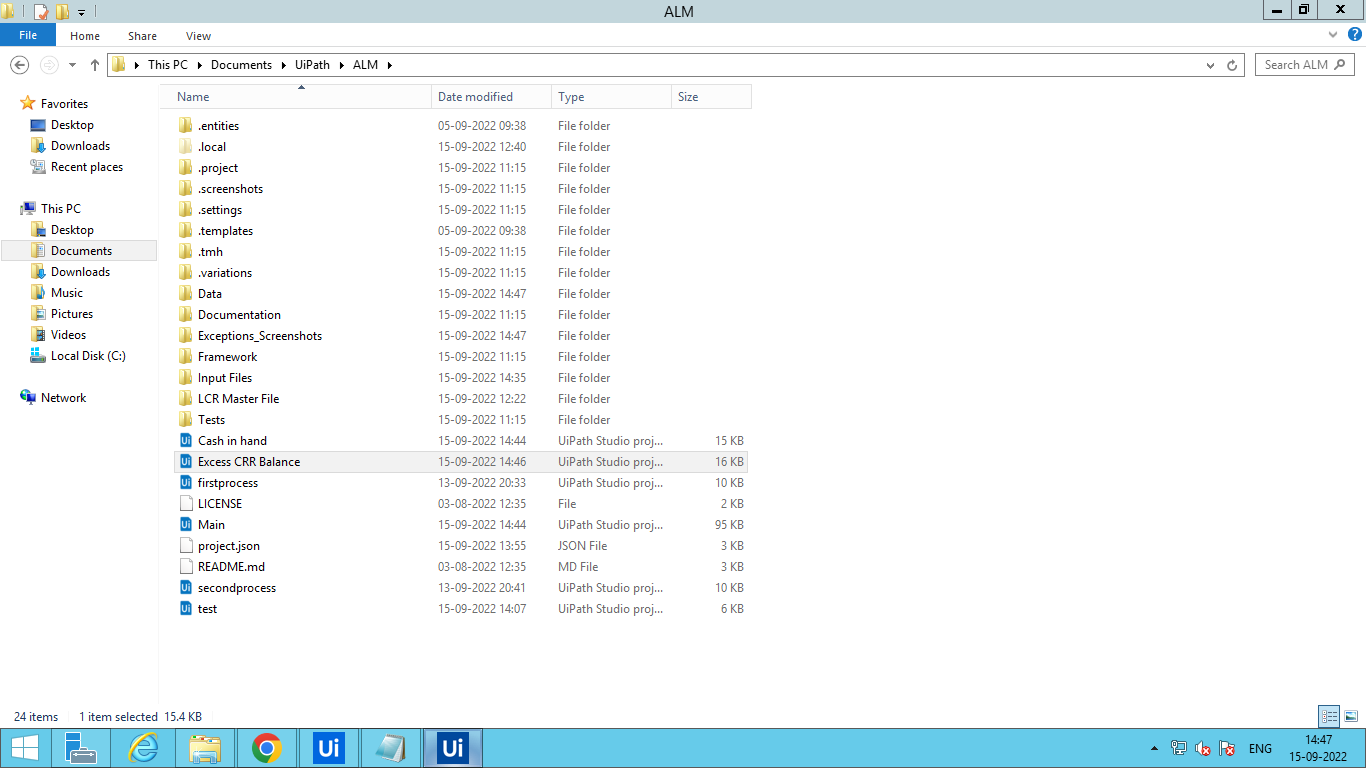 ALM
File Home Share View
This PC Documents UiPath ALM
Search ALM
Name Date modified Type Size
Favorites
Desktop
Downloads
Recent places
This PC
Desktop
Documents
Downloads
Music
Pictures
Videos
Local Disk (C:)
Network
.entities 05-09-2022 09:38 File folder
.local 15-09-2022 12:40 File folder
.project 15-09-2022 11:15 File folder
.screenshots 15-09-2022 11:15 File folder
.settings 15-09-2022 11:15 File folder
.templates 05-09-2022 09:38 File folder
.tmh 15-09-2022 11:15 File folder
.variations 15-09-2022 11:15 File folder
Data 15-09-2022 14:47 File folder
Documentation 15-09-2022 11:15 File folder
Exceptions_Screenshots 15-09-2022 14:47 File folder
Framework 15-09-2022 11:15 File folder
Input Files 15-09-2022 14:35 File folder
LCR Master File 15-09-2022 12:22 File folder
Tests 15-09-2022 11:15 File folder
Cash in hand 15-09-2022 14:44 UiPath Studio proj... 15 KB
Excess CRR Balance 15-09-2022 14:46 UiPath Studio proj... 16 KB
firstprocess 13-09-2022 20:33 UiPath Studio proj... 10 KB
LICENSE 03-08-2022 12:35 File 2 KB
Main 15-09-2022 14:44 UiPath Studio proj... 95 KB
project.json 15-09-2022 13:55 JSON File 3 KB
README.md 03-08-2022 12:35 MD File 3 KB
secondprocess 13-09-2022 20:41 UiPath Studio proj... 10 KB
test 15-09-2022 14:07 UiPath Studio proj... 6 KB
24 items 1 item selected 15.4 KB
Ui Ui ENG 14:47
15-09-2022